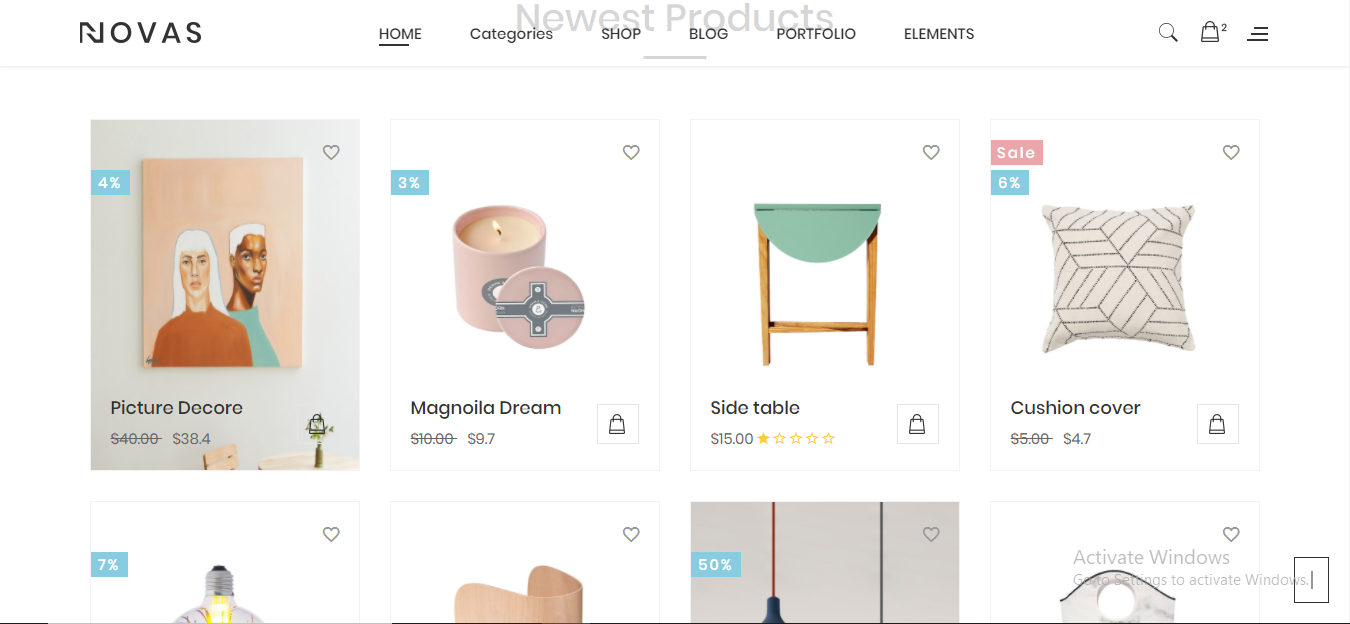 Newest Products
NOVAS
HOME Categories SHOP BLOG PORTFOLIO ELEMENTS
2
4%
3%
Sale
6%
Picture Decore
$40.00 $38.4
Magnoila Dream
$10.00 $9.7
Side table
$15.00
Cushion cover
$5.00 $4.7
7%
50%
Activate Windows
Go to Settings to activate Windows.